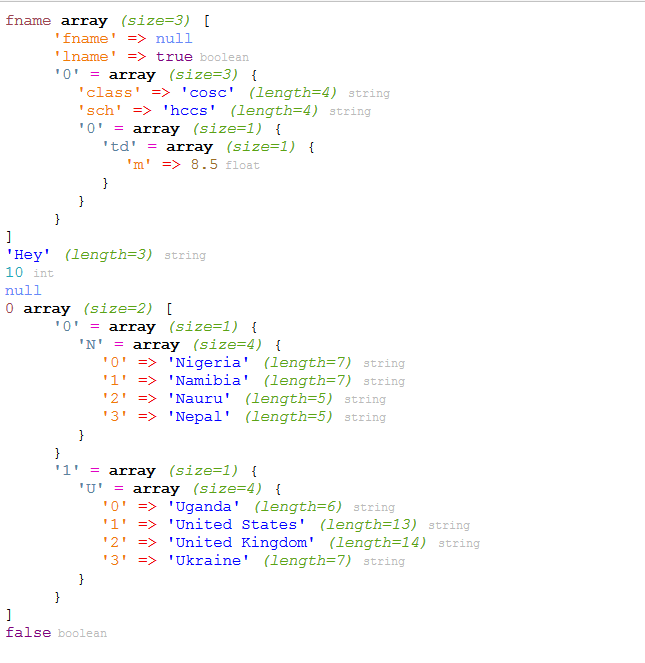 fname array (size=3) [
'fname' => null
'lname' => true boolean
'0' = array (size=3) {
'class' => 'cosc' (length=4) string
'sch' => 'hccs' (length=4) string
'0' = array (size=1) {
'td' = array (size=1) {
'm' => 8.5 float
}
}
}
]
'Hey' (length=3) string
10 int
null
0 array (size=2) [
'0' = array (size=1) {
'N' = array (size=4) {
'0' => 'Nigeria' (length=7) string
'1' => 'Namibia' (length=7) string
'2' => 'Nauru' (length=5) string
'3' => 'Nepal' (length=5) string
}
}
'1' = array (size=1) {
'U' = array (size=4) {
'0' => 'Uganda' (length=6) string
'1' => 'United States' (length=13) string
'2' => 'United Kingdom' (length=14) string
'3' => 'Ukraine' (length=7) string
}
}
]
false boolean